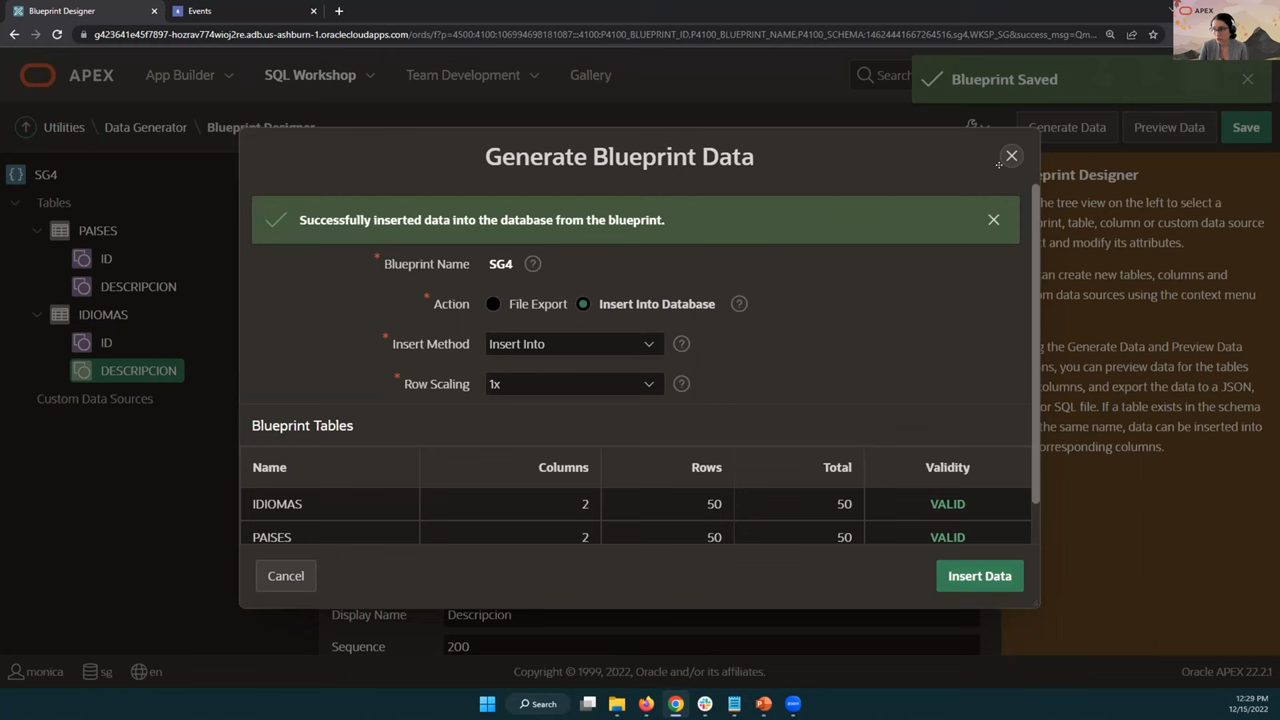 Blueprint Designer
Events
g423641e45f7897-hozrav774wioj2re.adb.us-ashburn-1.oraclecloudapps.com/ords/f?p=4500:4100:106994698181087::4100:P4100_BLUEPRINT_ID,P4100_BLUEPRINT_NAME,P4100_SCHEMA:14624441667264516,sg4,WKSP_SG&success_msg=Qm...
APEX
APEX
App Builder
SQL Workshop
Team Development
Gallery
Search
Blueprint Saved
Utilities
Data Generator
Blueprint Designer
Generate Data
Preview Data
Save
SG4
Tables
PAISES
ID
DESCRIPCION
IDIOMAS
ID
DESCRIPCION
Custom Data Sources
Generate Blueprint Data
Successfully inserted data into the database from the blueprint.
Blueprint Name SG4
Action File Export Insert Into Database
Insert Method Insert Into
Row Scaling 1x
Blueprint Tables
Name Columns Rows Total Validity
IDIOMAS 2 50 50 VALID
PAISES 2 50 50 VALID
Cancel
Insert Data
eprint Designer
he tree view on the left to select a
print, table, column or custom data source
ct and modify its attributes.
can create new tables, columns and
om data sources using the context menu
g the Generate Data and Preview Data
ns, you can preview data for the tables
columns, and export the data to a JSON,
or SQL file. If a table exists in the schema
the same name, data can be inserted into
orresponding columns.
Display Name Descripcion
Sequence 200
monica sg en
Copyright © 1999, 2022, Oracle and/or its affiliates.
Oracle APEX 22.2.1
Search
12:29 PM
12/15/2022